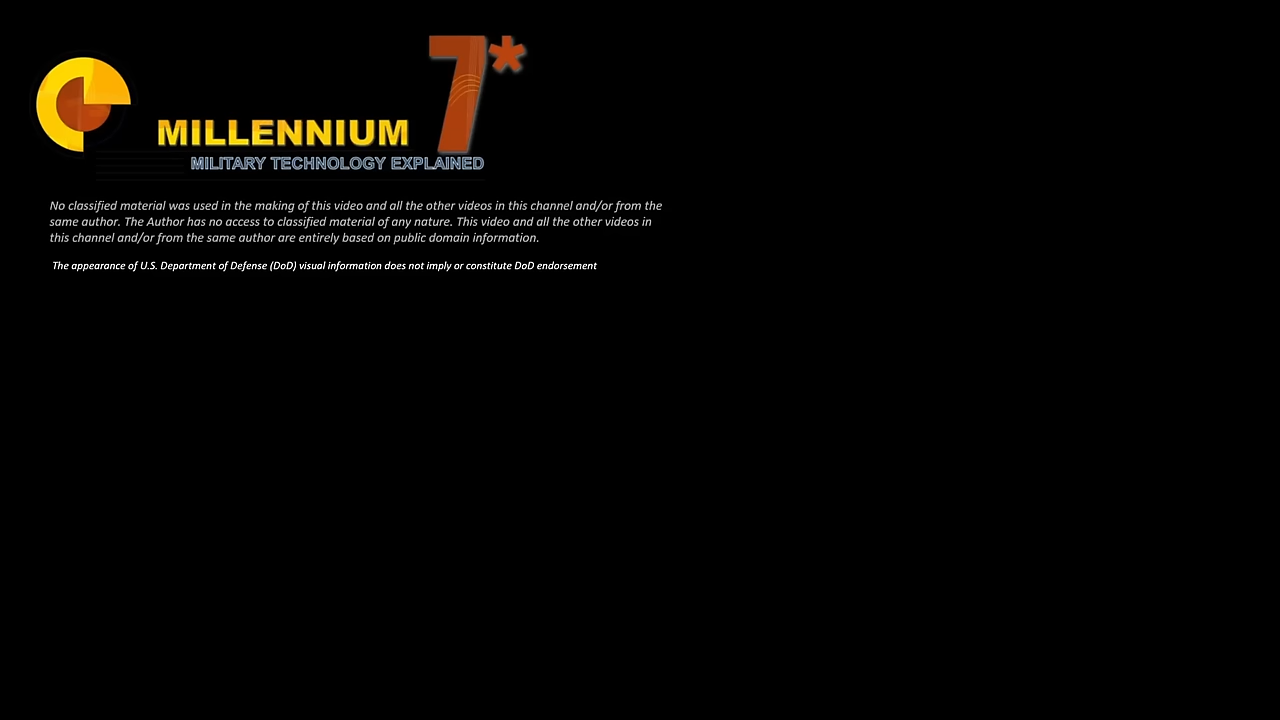 7*
MILLENNIUM
MILITARY TECHNOLOGY EXPLAINED
No classified material was used in the making of this video and all the other videos in this channel and/or from the
same author. The Author has no access to classified material of any nature. This video and all the other videos in
this channel and/or from the same author are entirely based on public domain information.
The appearance of U.S. Department of Defense (DoD) visual information does not imply or constitute DoD endorsement